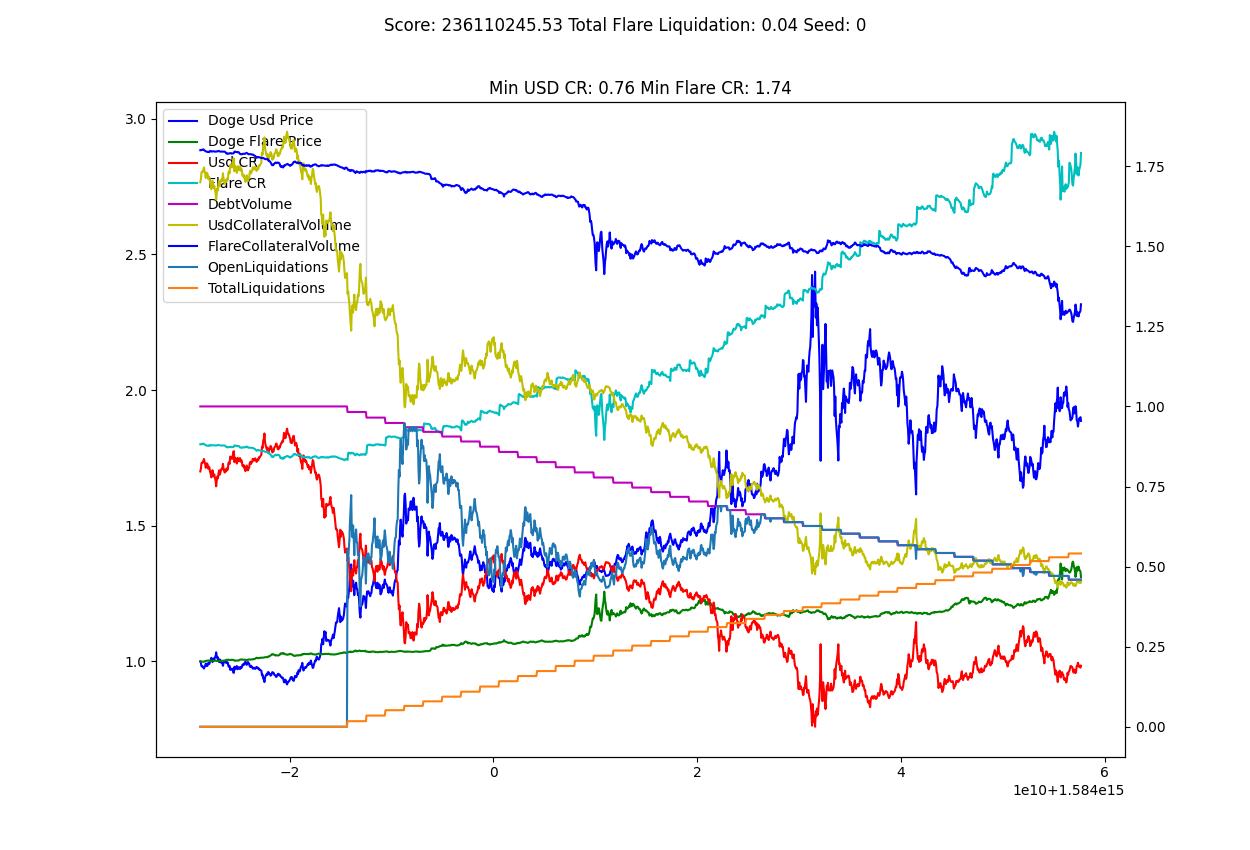 Score: 236110245.53 Total Flare Liquidation: 0.04 Seed: 0
Min USD CR: 0.76 Min Flare CR: 1.74
Doge Usd Price
Doge Flare Price
Usd CR
Flare CR
DebtVolume
UsdCollateralVolume
FlareCollateralVolume
OpenLiquidations
TotalLiquidations
3.0
2.5
2.0
1.5
1.0
1.75
1.50
1.25
1.00
0.75
0.50
0.25
0.00
−2
0
2
4
6
1e10+1.584e15